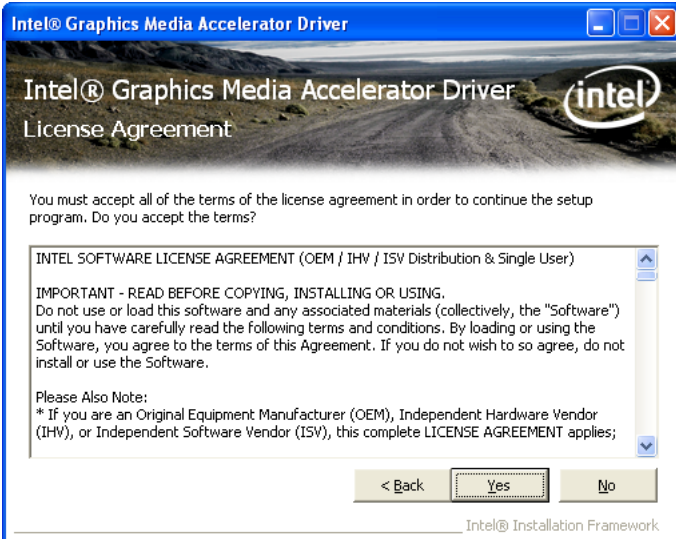 Intel® Graphics Media Accelerator Driver
Intel® Graphics Media Accelerator Driver
intel
License Agreement
You must accept all of the terms of the license agreement in order to continue the setup
program. Do you accept the terms?
INTEL SOFTWARE LICENSE AGREEMENT (OEM / IHV / ISV Distribution & Single User)
IMPORTANT - READ BEFORE COPYING, INSTALLING OR USING.
Do not use or load this software and any associated materials (collectively, the "Software")
until you have carefully read the following terms and conditions. By loading or using the
Software, you agree to the terms of this Agreement. If you do not wish to so agree, do not
install or use the Software.
Please Also Note:
* If you are an Original Equipment Manufacturer (OEM), Independent Hardware Vendor
(IHV), or Independent Software Vendor (ISV), this complete LICENSE AGREEMENT applies;
< Back Yes No
Intel® Installation Framework